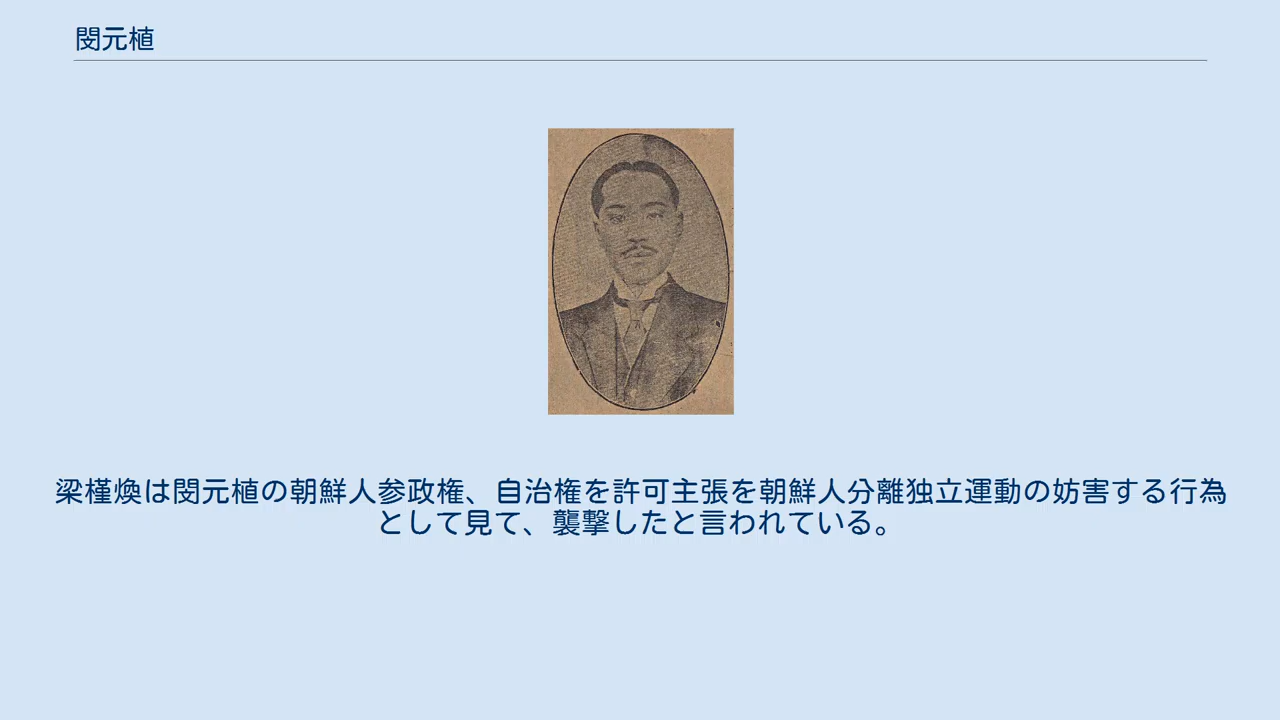 閔元植
梁槿煥は閔元植の朝鮮人参政権、自治権を許可主張を朝鮮人分離独立運動の妨害する行為
として見て、襲撃したと言われている。